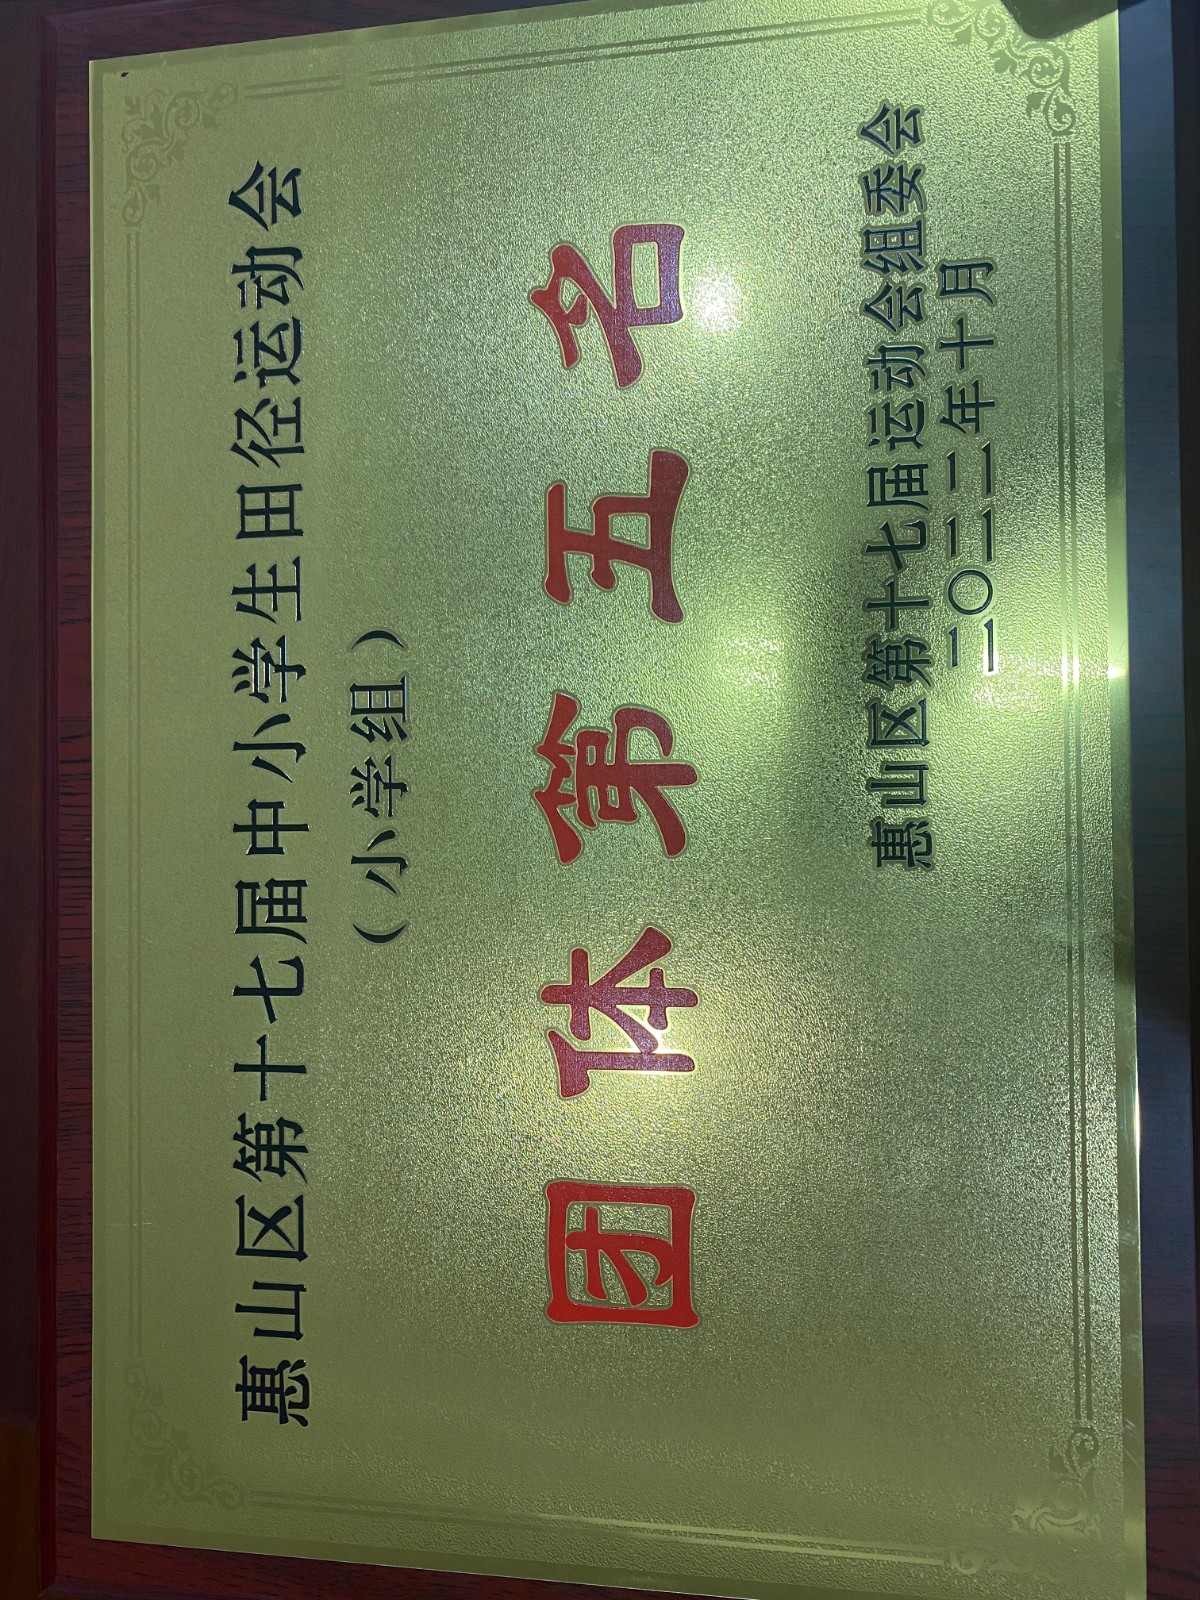 惠山区第十七届中小学生田径运动会
（小学组）
团体第五名
惠山区第十七届运动会组委会
二〇二二年十月